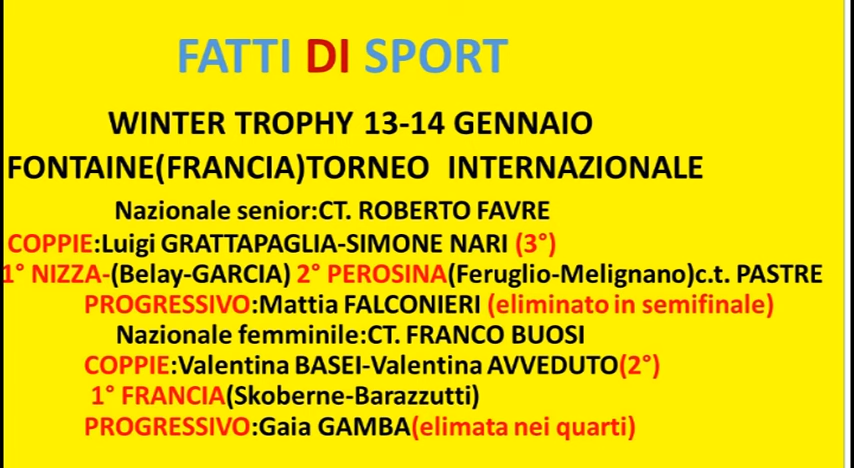 FATTI DI SPORT
WINTER TROPHY 13-14 GENNAIO
FONTAINE(FRANCIA)TORNEO INTERNAZIONALE
Nazionale senior:CT. ROBERTO FAVRE
COPPIE:Luigi GRATTAPAGLIA-SIMONE NARI (3°)
1° NIZZA-(Belay-GARCIA) 2° PEROSINA(Feruglio-Melignano)c.t. PASTRE
PROGRESSIVO:Mattia FALCONIERI (eliminato in semifinale)
Nazionale femminile:CT. FRANCO BUOSI
COPPIE:Valentina BASEI-Valentina AVVEDUTO(2°)
1° FRANCIA(Skoberne-Barazzutti)
PROGRESSIVO:Gaia GAMBA(elimata nei quarti)